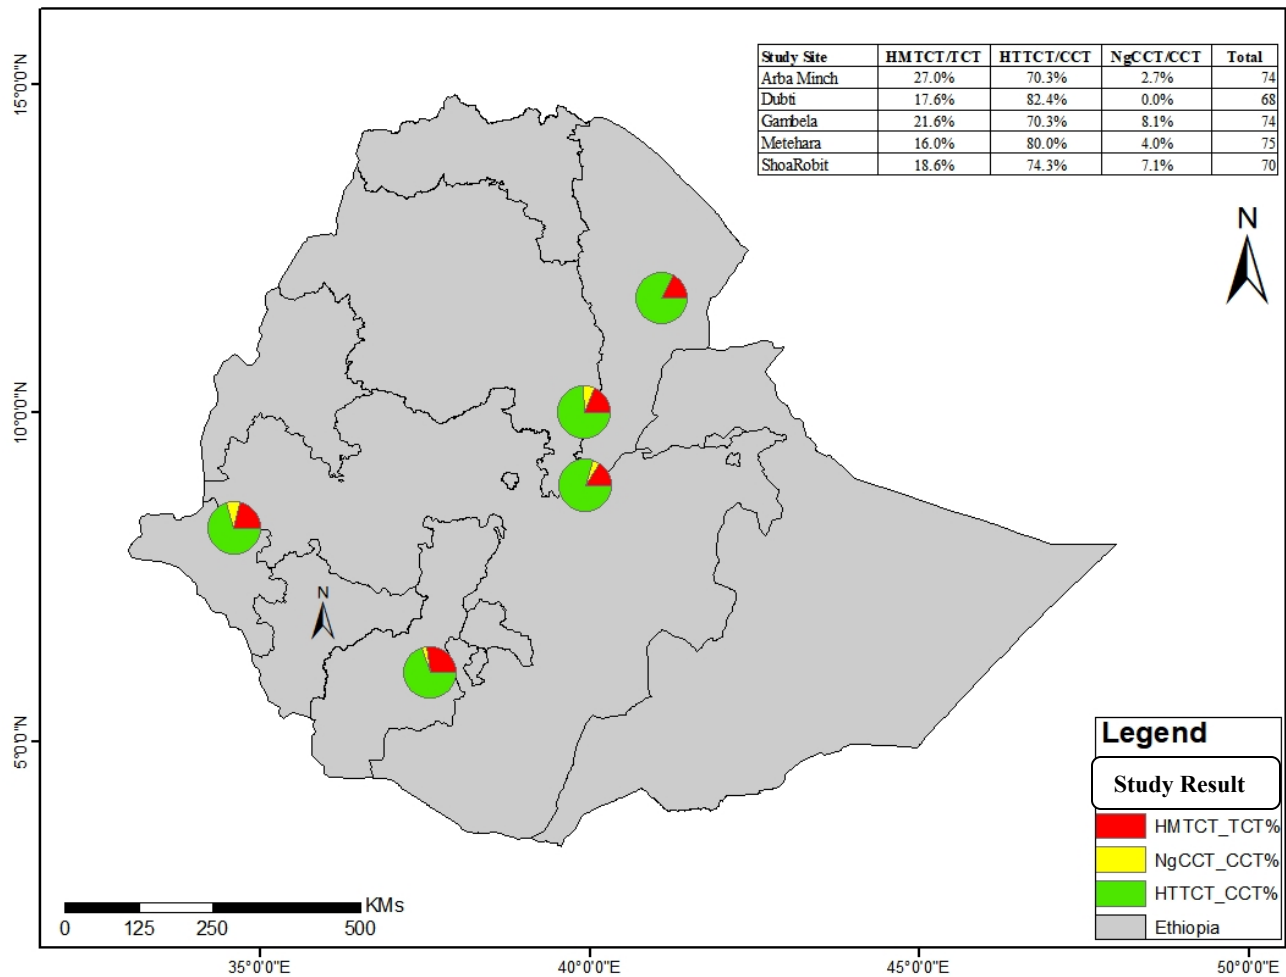 Study Site HMTCT/TCT HTTCT/CCT NgCCT/CCT Total
Arba Minch 27.0% 70.3% 2.7% 74
Dubti 17.6% 82.4% 0.0% 68
Gambela 21.6% 70.3% 8.1% 74
Metehara 16.0% 80.0% 4.0% 75
ShoaRobit 18.6% 74.3% 7.1% 70
15°0'0"N
N
10°0'0"N
N
5°0'0"N
Legend
Study Result
HMTCT_TCT%
NgCCT_CCT%
HTTCT_CCT%
Ethiopia
KMs
0 125 250 500
35°0'0"E 40°0'0"E 45°0'0"E 50°0'0"E